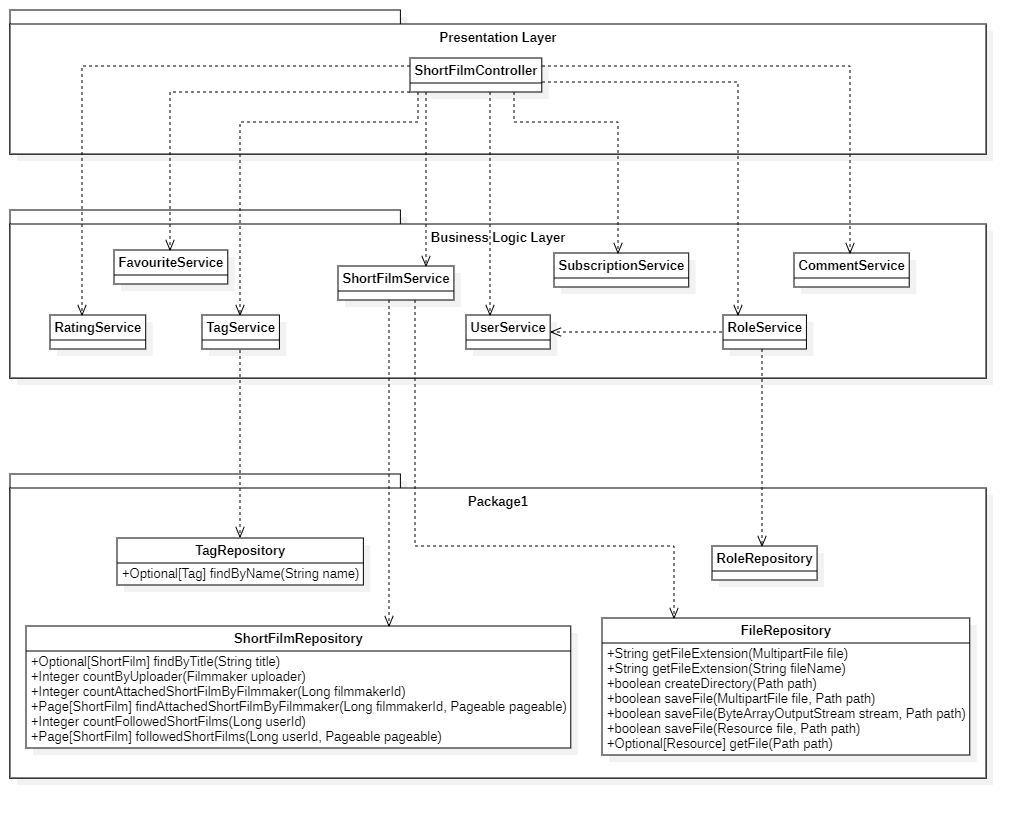 Presentation Layer
ShortFilmController
Business Logic Layer
FavouriteService
ShortFilmService
SubscriptionService
CommentService
RatingService
TagService
UserService
RoleService
Package1
TagRepository
+Optional[Tag] findByName(String name)
RoleRepository
ShortFilmRepository
+Optional[ShortFilm] findByTitle(String title)
+Integer countByUploader(Filmmaker uploader)
+Integer countAttachedShortFilmByFilmmaker(Long filmmakerId)
+Page[ShortFilm] findAttachedShortFilmByFilmmaker(Long filmmakerId, Pageable pageable)
+Integer countFollowedShortFilms(Long userId)
+Page[ShortFilm] followedShortFilms(Long userId, Pageable pageable)
FileRepository
+String getFileExtension(MultipartFile file)
+String getFileExtension(String fileName)
+boolean createDirectory(Path path)
+boolean saveFile(MultipartFile file, Path path)
+boolean saveFile(ByteArrayOutputStream stream, Path path)
+boolean saveFile(Resource file, Path path)
+Optional[Resource] getFile(Path path)